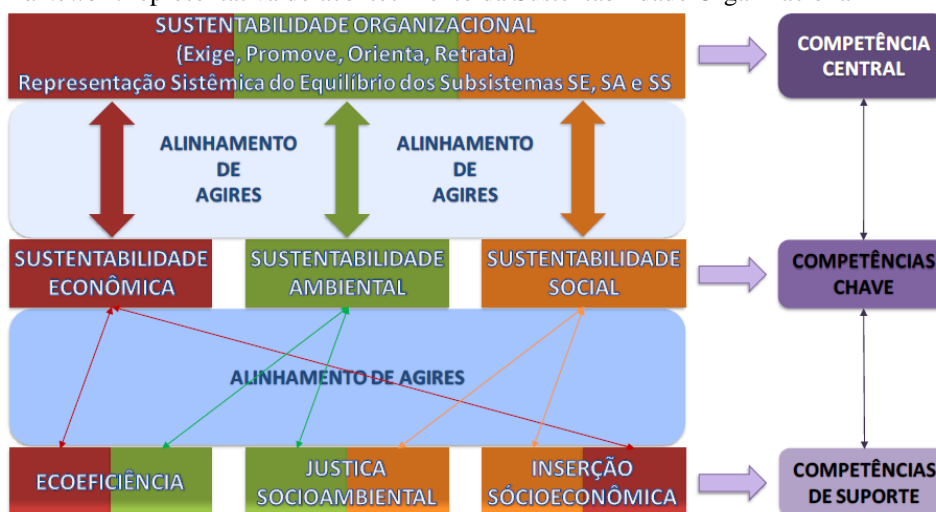 SUSTENTABILIDADE ORGANIZACIONAL
(Exige, Promove, Orienta, Retrata)
Representação Sistêmica do Equilíbrio dos Subsistemas SE, SA e SS
COMPETÊNCIA
CENTRAL
ALINHAMENTO
DE
AGIRES
ALINHAMENTO
DE
AGIRES
SUSTENTABILIDADE
ECONÔMICA
SUSTENTABILIDADE
AMBIENTAL
SUSTENTABILIDADE
SOCIAL
COMPETÊNCIAS
CHAVE
ALINHAMENTO DE AGIRES
ECOEFICIÊNCIA
JUSTICA
SOCIOAMBIENTAL
INSERÇÃO
SÓCIOECONÔMICA
COMPETÊNCIAS
DE SUPORTE